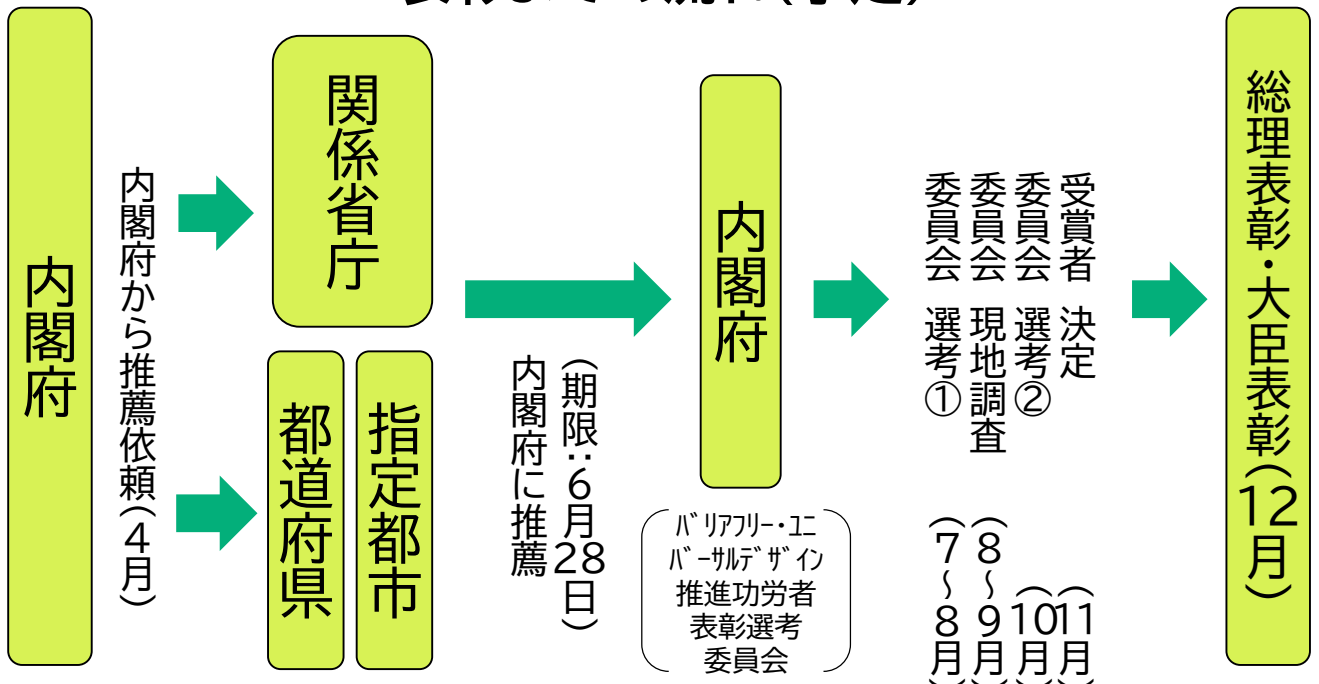 内閣府
内閣府から推薦依頼(4月)
関係省庁
都道府県
指定都市
内閣府に推薦
(期限:6月28日)
内閣府
バリアフリー・ユニ
バーサルデザイン
推進功労者
表彰選考
委員会
委員会 選考① (7~8月)
委員会 現地調査 (8~9月)
委員会 選考② (10月)
受賞者 決定 (11月)
総理表彰・大臣表彰(12月)